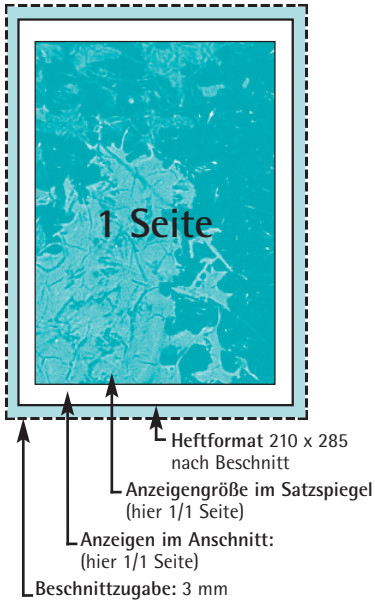 1 Seite
Heftformat 210 x 285
nach Beschnitt
Anzeigengröße im Satzspiegel
(hier 1/1 Seite)
Anzeigen im Anschnitt:
(hier 1/1 Seite)
Beschnittzugabe: 3 mm